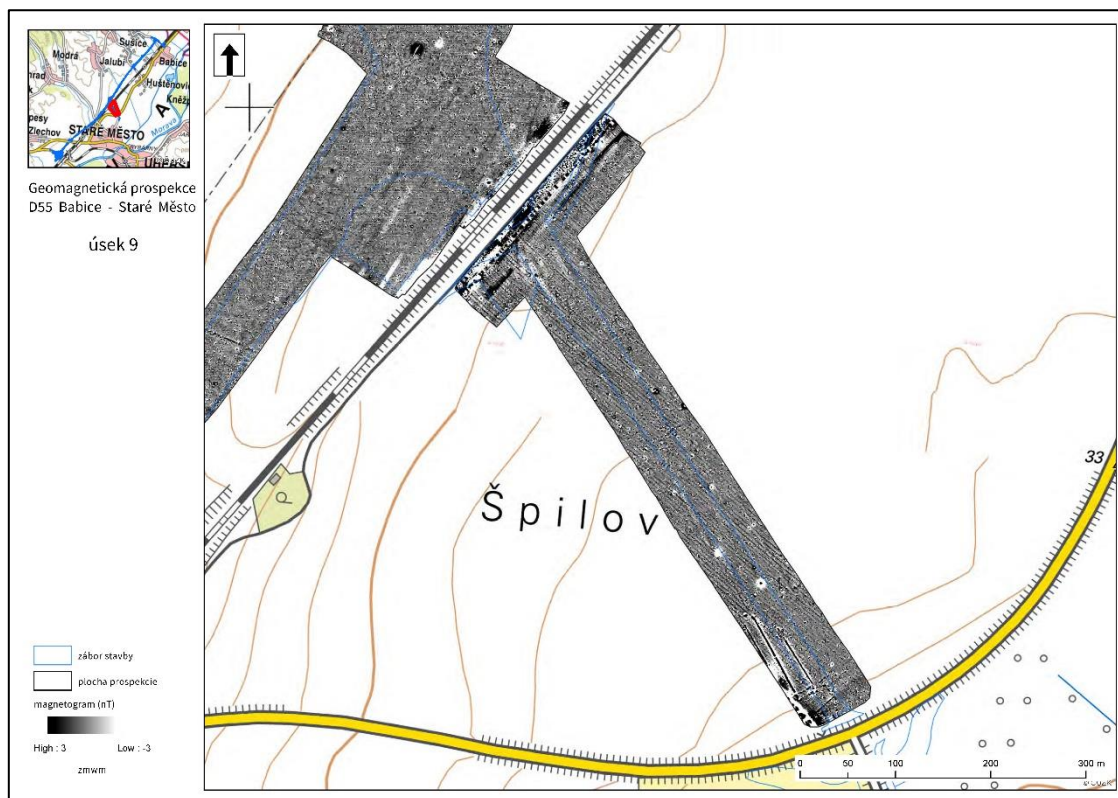 Sušice
Modrá
Jalubí
Babice
Huštěnovice
STARÉ MĚSTO
Zlechov
Morava
Geomagnetická prospekce
D55 Babice - Staré Město
úsek 9
Špilov
33
zábor stavby
plocha prospekcie
magnetogram (nT)
High : 3 Low : -3
zmwm
0 50 100 200 300 m